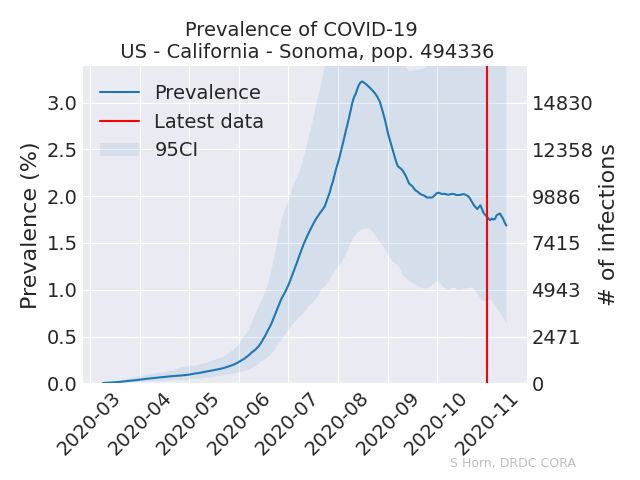 Prevalence of COVID-19
US - California - Sonoma, pop. 494336
Prevalence
Latest data
95CI
Prevalence (%)
3.0
2.5
2.0
1.5
1.0
0.5
0.0
14830
12358
9886
7415
4943
2471
0
# of infections
2020-03
2020-04
2020-05
2020-06
2020-07
2020-08
2020-09
2020-10
2020-11
S Horn, DRDC CORA